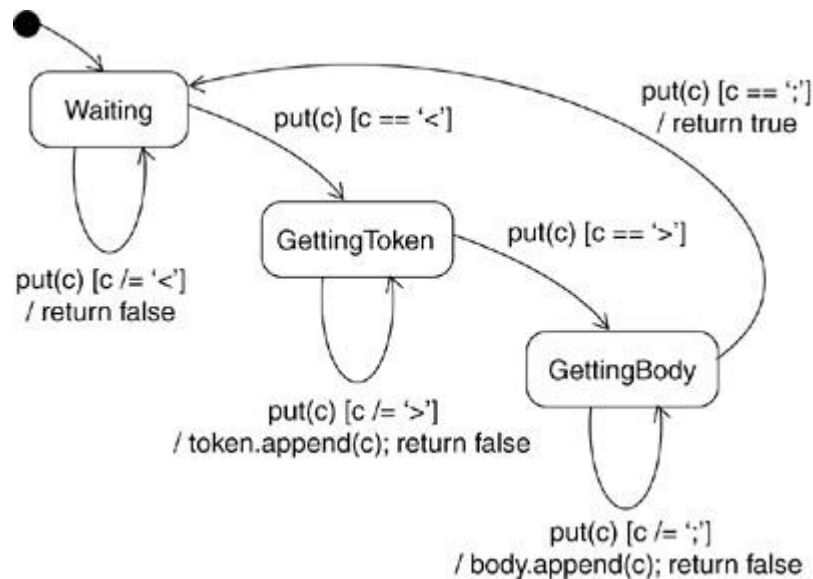 Waiting
put(c) [c == ‘<’]
put(c) [c == ‘;’]
/ return true
put(c) [c /= ‘<’]
/ return false
GettingToken
put(c) [c == ‘>’]
put(c) [c /= ‘>’]
/ token.append(c); return false
GettingBody
put(c) [c /= ‘;’]
/ body.append(c); return false